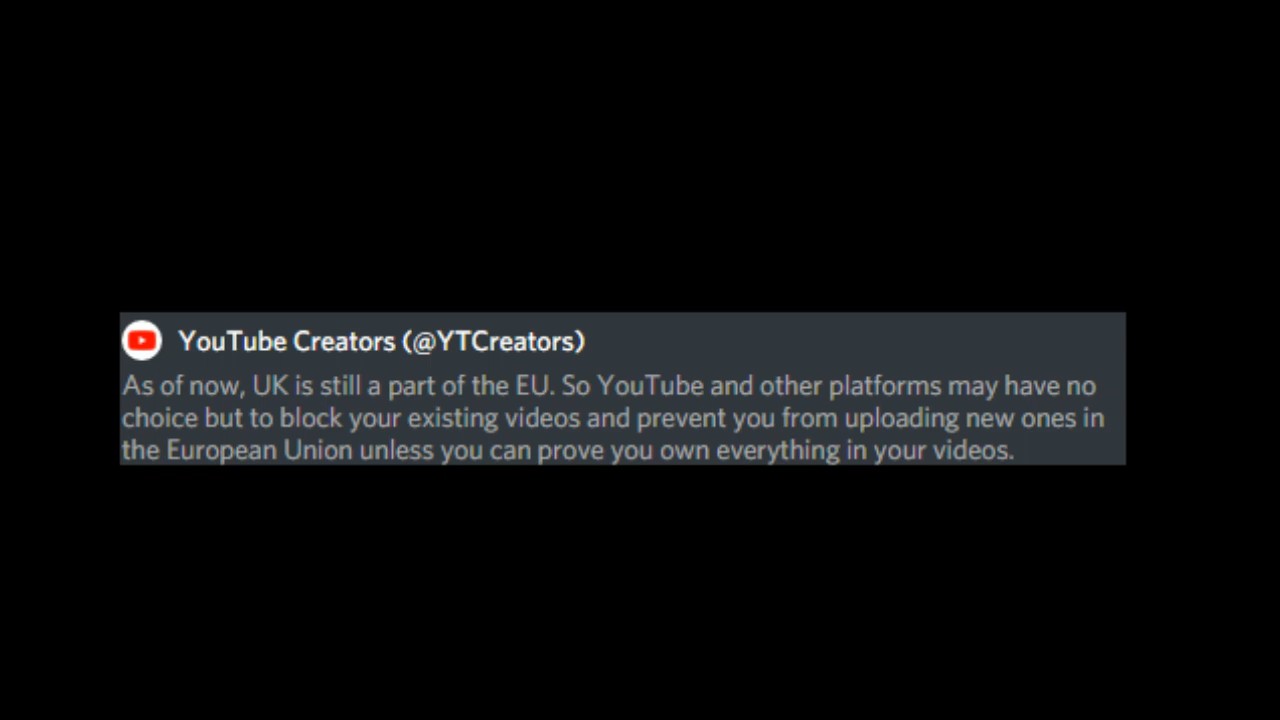 YouTube Creators (@YTCreators)
As of now, UK is still a part of the EU. So YouTube and other platforms may have no
choice but to block your existing videos and prevent you from uploading new ones in
the European Union unless you can prove you own everything in your videos.